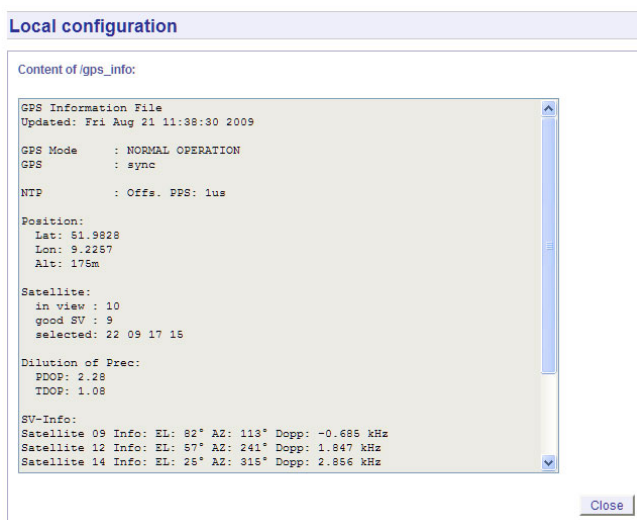 Local configuration
Content of /gps_info:
GPS Information File
Updated: Fri Aug 21 11:38:30 2009
GPS Mode : NORMAL OPERATION
GPS : sync
NTP : Offs. PPS: 1us
Position:
Lat: 51.9828
Lon: 9.2257
Alt: 175m
Satellite:
in view : 10
good SV : 9
selected: 22 09 17 15
Dilution of Prec:
PDOP: 2.28
TDOP: 1.08
SV-Info:
Satellite 09 Info: EL: 82° AZ: 113° Dopp: -0.685 kHz
Satellite 12 Info: EL: 57° AZ: 241° Dopp: 1.847 kHz
Satellite 14 Info: EL: 25° AZ: 315° Dopp: 2.856 kHz
Close